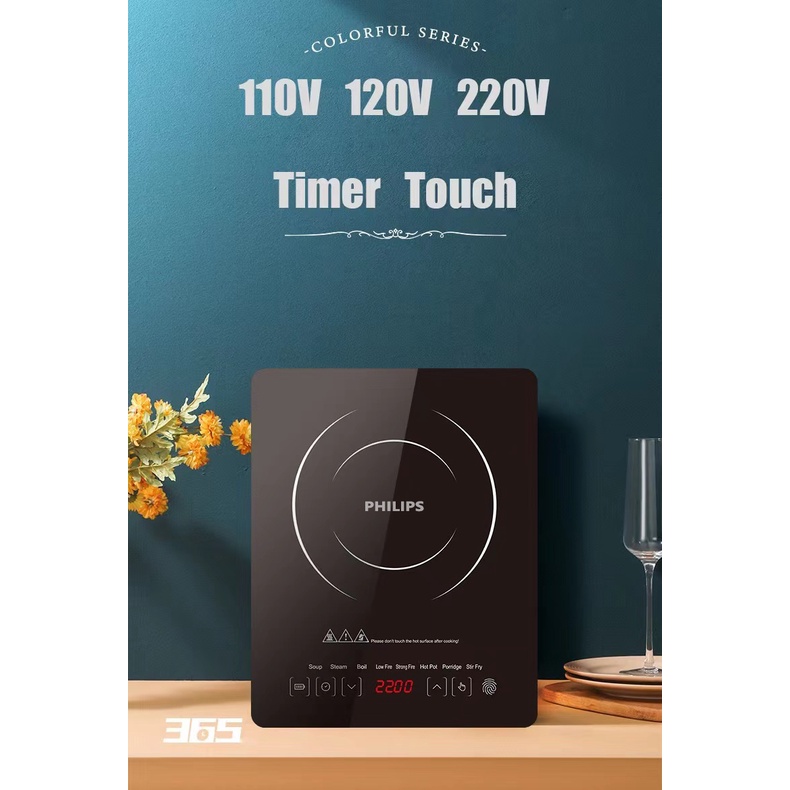 -COLORFUL SERIES-
110V 120V 220V
Timer Touch
PHILIPS
Please don't touch the hot surface after cooking!
Soup Steam Boil Low Fire Strong Fire Hot Pot Porridge Stir Fry
2200
365